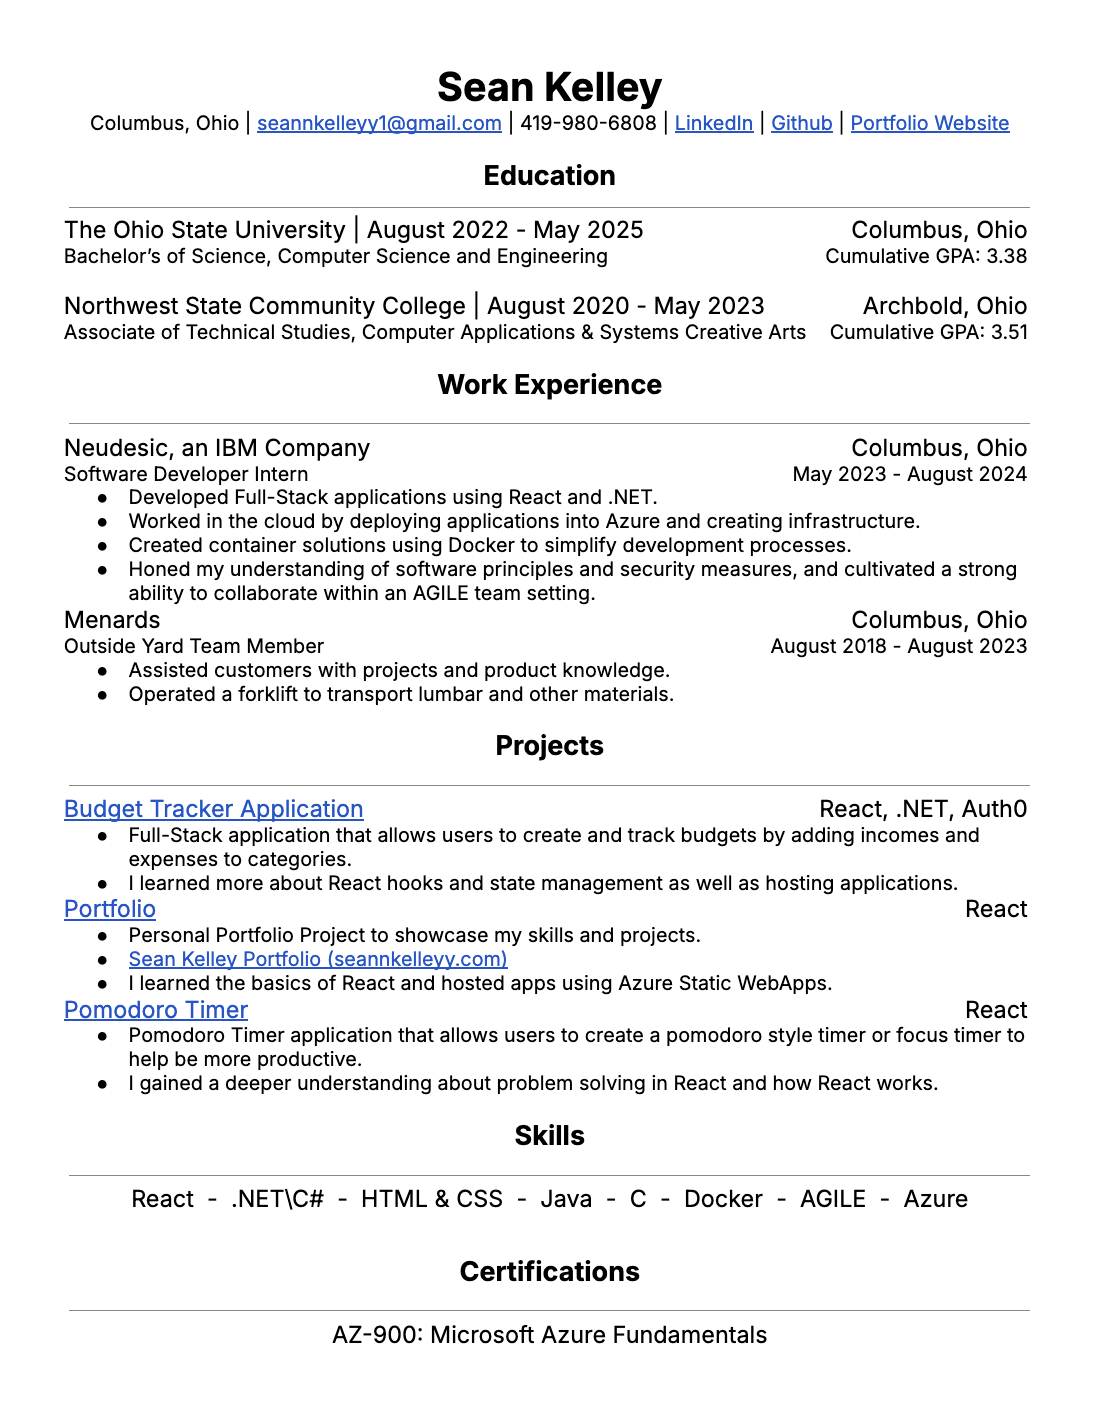 Sean Kelley
Columbus, Ohio | seannkelleyy1@gmail.com | 419-980-6808 | LinkedIn | Github | Portfolio Website
Education
The Ohio State University | August 2022 - May 2025 Columbus, Ohio
Bachelor’s of Science, Computer Science and Engineering Cumulative GPA: 3.38
Northwest State Community College | August 2020 - May 2023 Archbold, Ohio
Associate of Technical Studies, Computer Applications & Systems Creative Arts Cumulative GPA: 3.51
Work Experience
Neudesic, an IBM Company Columbus, Ohio
Software Developer Intern May 2023 - August 2024
● Developed Full-Stack applications using React and .NET.
● Worked in the cloud by deploying applications into Azure and creating infrastructure.
● Created container solutions using Docker to simplify development processes.
● Honed my understanding of software principles and security measures, and cultivated a strong
ability to collaborate within an AGILE team setting.
Menards Columbus, Ohio
Outside Yard Team Member August 2018 - August 2023
● Assisted customers with projects and product knowledge.
● Operated a forklift to transport lumbar and other materials.
Projects
Budget Tracker Application React, .NET, Auth0
● Full-Stack application that allows users to create and track budgets by adding incomes and
expenses to categories.
● I learned more about React hooks and state management as well as hosting applications.
Portfolio React
● Personal Portfolio Project to showcase my skills and projects.
● Sean Kelley Portfolio (seannkelleyy.com)
● I learned the basics of React and hosted apps using Azure Static WebApps.
Pomodoro Timer React
● Pomodoro Timer application that allows users to create a pomodoro style timer or focus timer to
help be more productive.
● I gained a deeper understanding about problem solving in React and how React works.
Skills
React - .NET\C# - HTML & CSS - Java - C - Docker - AGILE - Azure
Certifications
AZ-900: Microsoft Azure Fundamentals